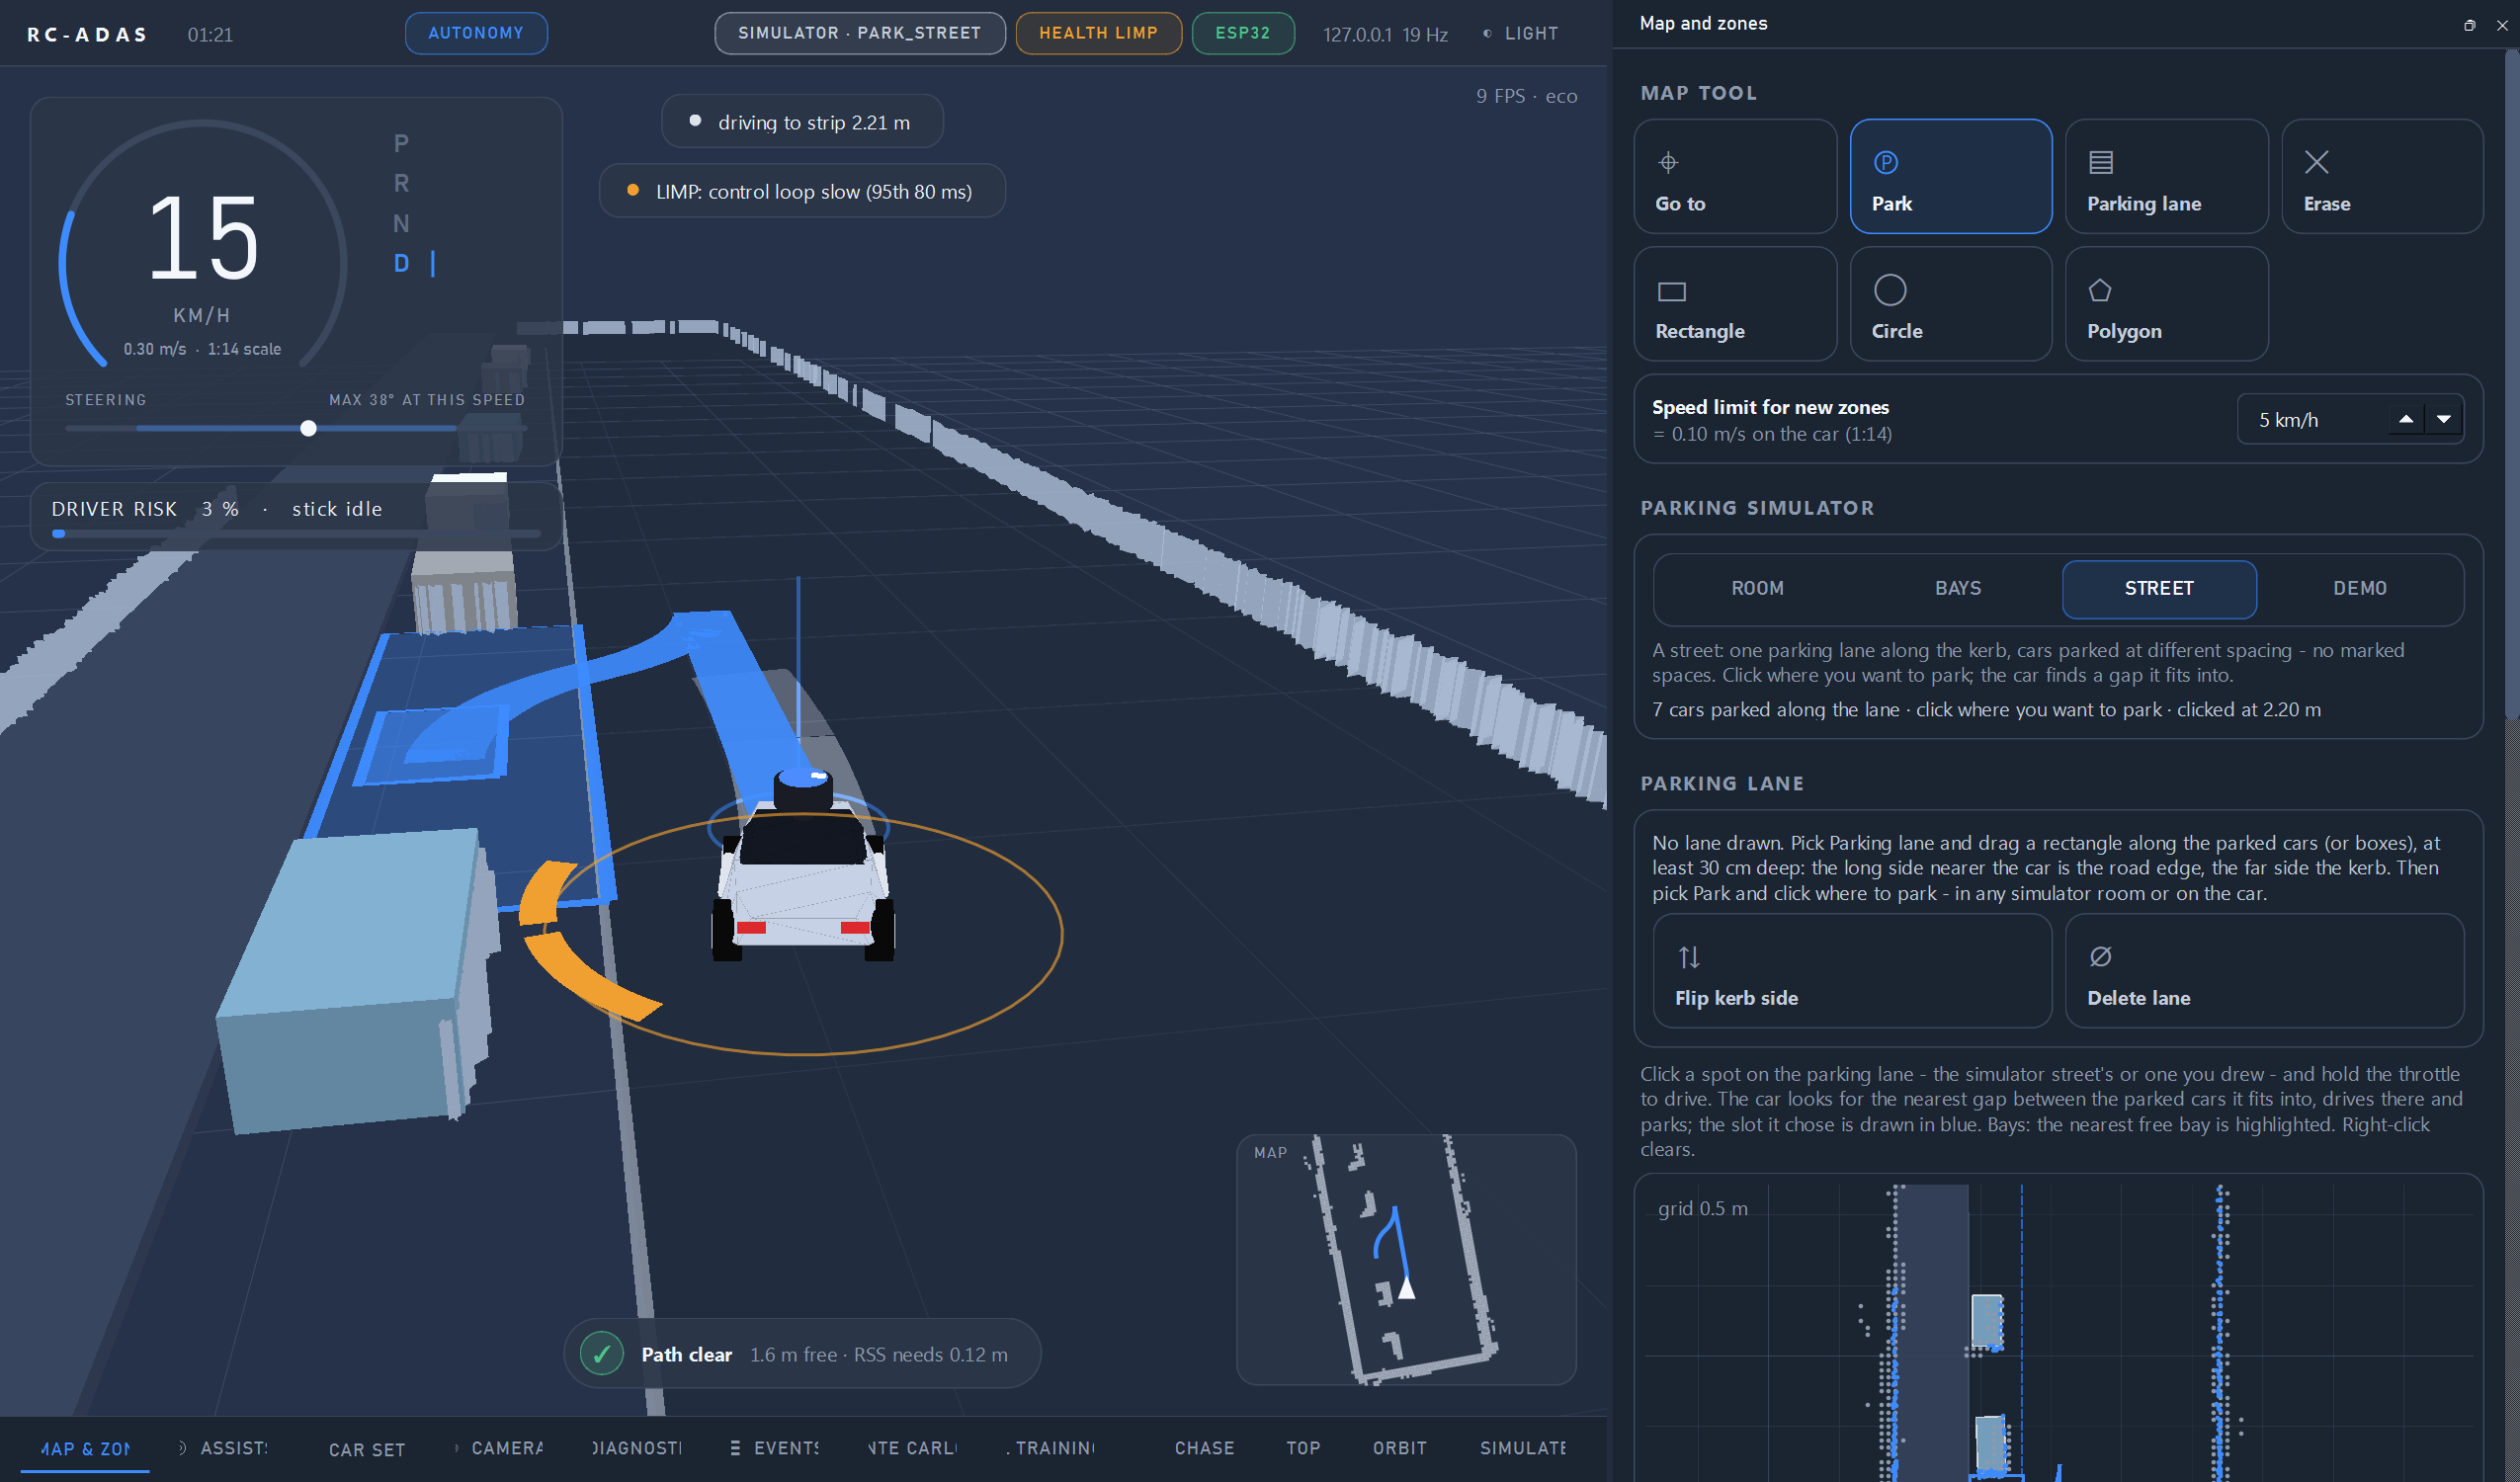 RC-ADAS 01:21 AUTONOMY SIMULATOR · PARK_STREET HEALTH LIMP ESP32 127.0.0.1 19 Hz LIGHT
9 FPS · eco
driving to strip 2.21 m
LIMP: control loop slow (95th 80 ms)
P
R
N
D
15
KM/H
0.30 m/s · 1:14 scale
STEERING MAX 38° AT THIS SPEED
DRIVER RISK 3 % · stick idle
MAP
Path clear 1.6 m free · RSS needs 0.12 m
MAP & ZON ASSIST CAR SET CAMERA DIAGNOSTI EVENTS NTE CARL TRAININ CHASE TOP ORBIT SIMULATE
Map and zones
MAP TOOL
Go to
Park
Parking lane
Erase
Rectangle
Circle
Polygon
Speed limit for new zones
= 0.10 m/s on the car (1:14)
5 km/h
PARKING SIMULATOR
ROOM BAYS STREET DEMO
A street: one parking lane along the kerb, cars parked at different spacing - no marked
spaces. Click where you want to park; the car finds a gap it fits into.
7 cars parked along the lane · click where you want to park · clicked at 2.20 m
PARKING LANE
No lane drawn. Pick Parking lane and drag a rectangle along the parked cars (or boxes), at
least 30 cm deep: the long side nearer the car is the road edge, the far side the kerb. Then
pick Park and click where to park - in any simulator room or on the car.
Flip kerb side
Delete lane
Click a spot on the parking lane - the simulator street's or one you drew - and hold the throttle
to drive. The car looks for the nearest gap between the parked cars it fits into, drives there and
parks; the slot it chose is drawn in blue. Bays: the nearest free bay is highlighted. Right-click
clears.
grid 0.5 m